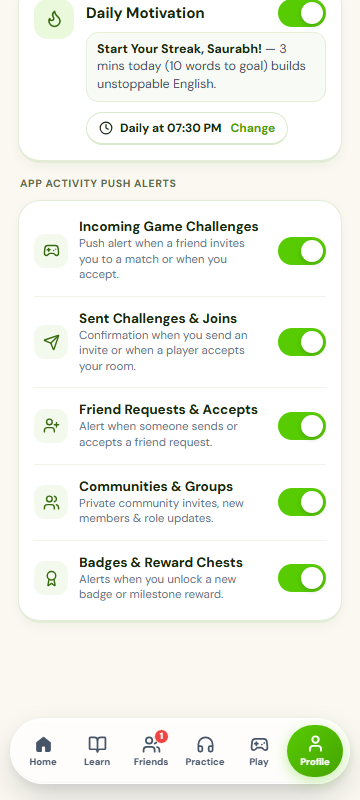 Daily Motivation
Start Your Streak, Saurabh! — 3
mins today (10 words to goal) builds
unstoppable English.
Daily at 07:30 PM Change
APP ACTIVITY PUSH ALERTS
Incoming Game Challenges
Push alert when a friend invites
you to a match or when you
accept.
Sent Challenges & Joins
Confirmation when you send an
invite or when a player accepts
your room.
Friend Requests & Accepts
Alert when someone sends or
accepts a friend request.
Communities & Groups
Private community invites, new
members & role updates.
Badges & Reward Chests
Alerts when you unlock a new
badge or milestone reward.
1
Home Learn Friends Practice Play Profile